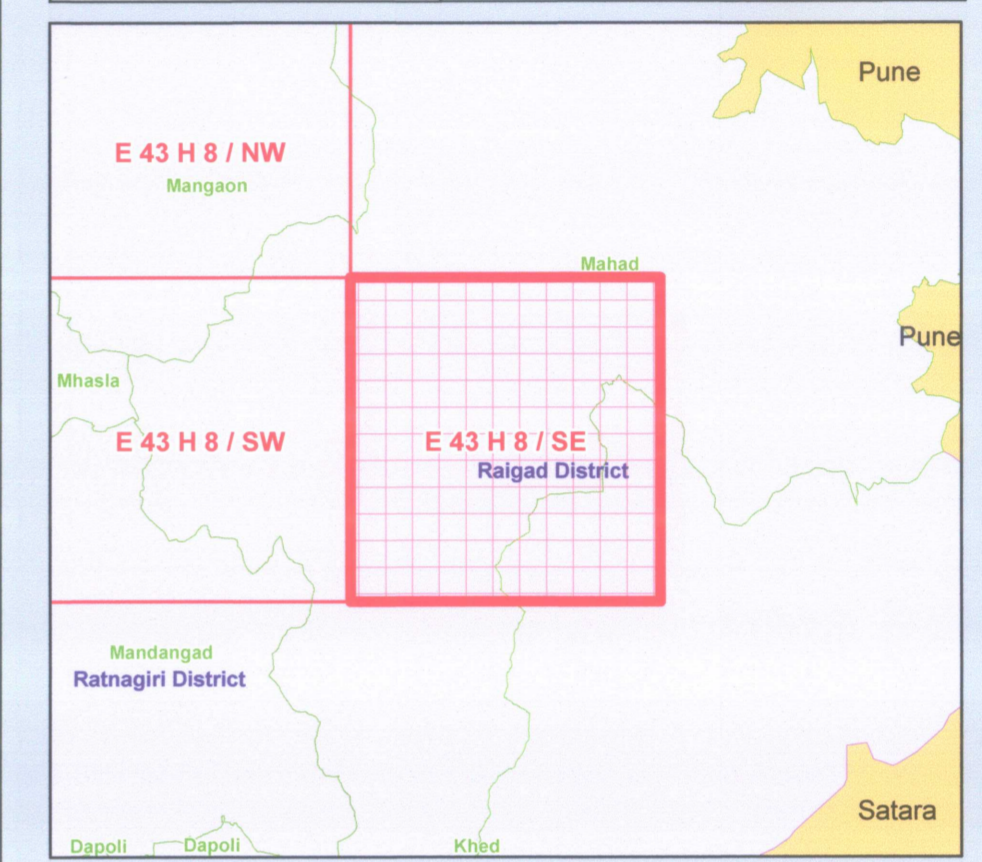 Pune
E 43 H 8 / NW
Mangaon
Mahad
Pune
Mhasla
E 43 H 8 / SW
E 43 H 8 / SE
Raigad District
Mandangad
Ratnagiri District
Satara
Dapoli
Dapoli
Khed